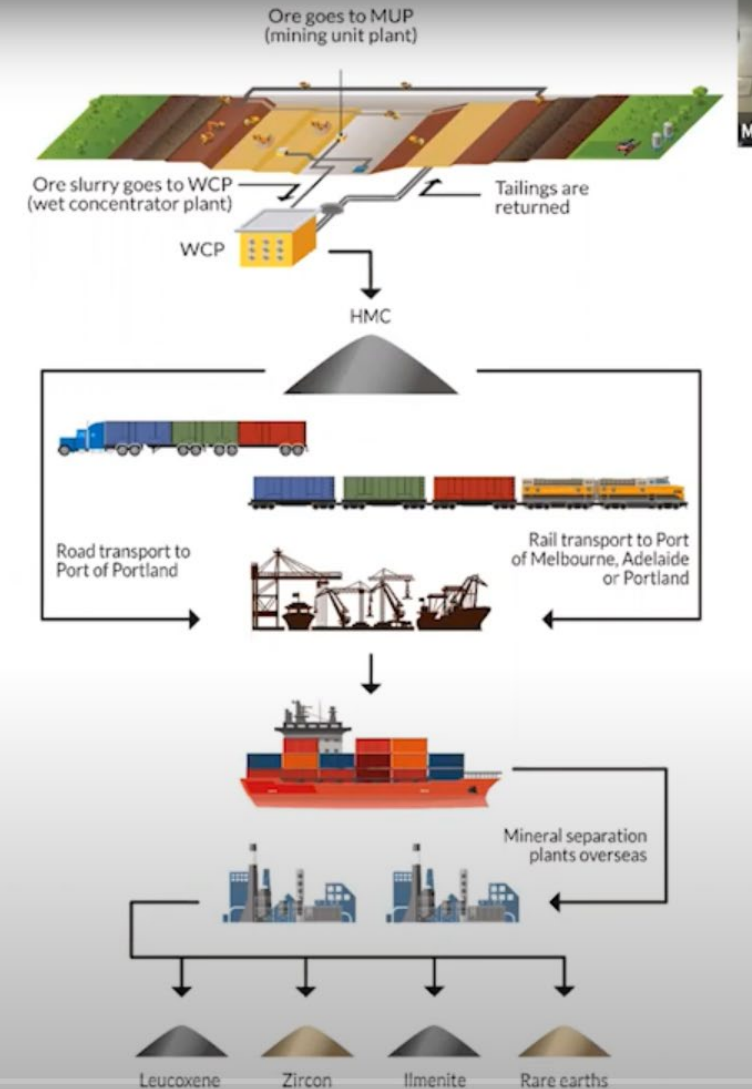 Ore goes to MUP
(mining unit plant)
Ore slurry goes to WCP
(wet concentrator plant)
Tailings are
returned
WCP
HMC
Road transport to
Port of Portland
Rail transport to Port
of Melbourne, Adelaide
or Portland
Mineral separation
plants overseas
Leucoxene
Zircon
Ilmenite
Rare earths